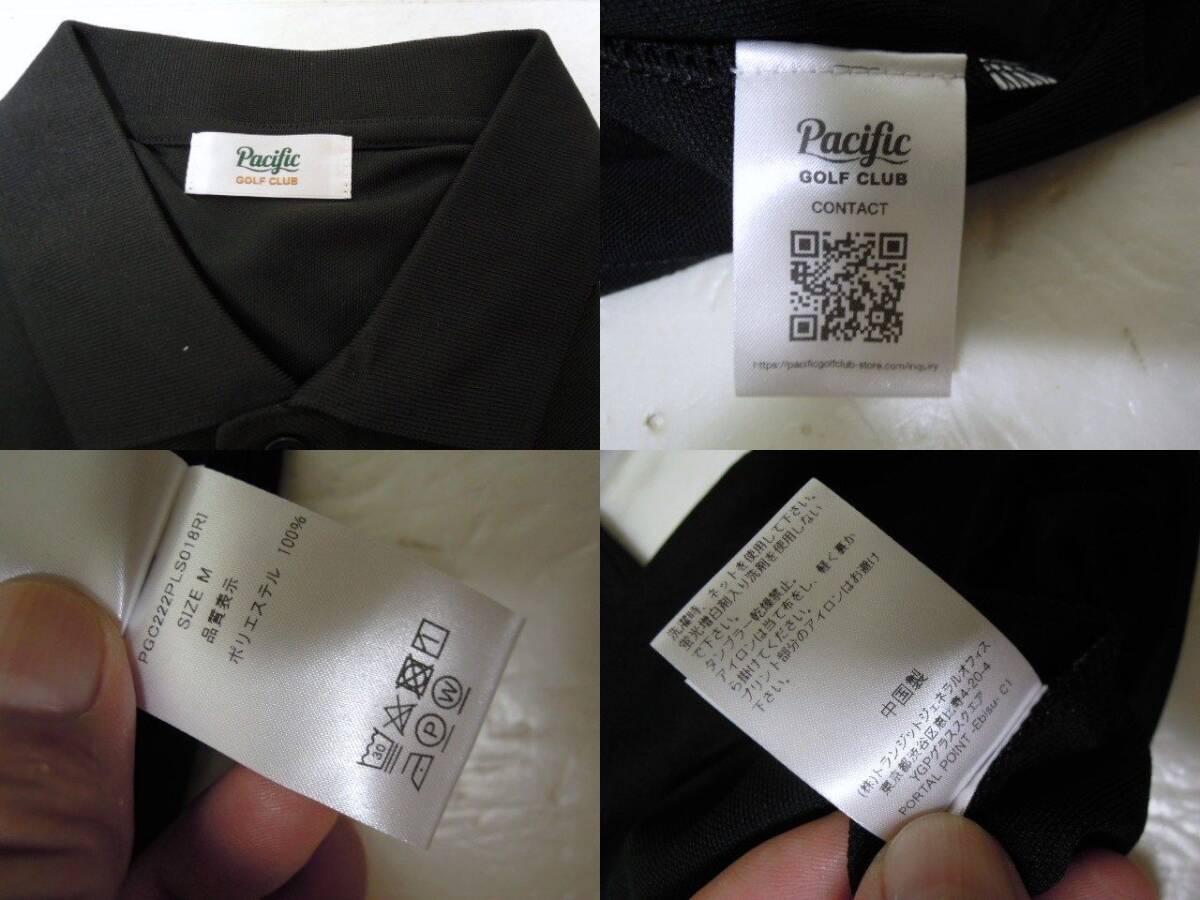 Pacific
GOLF CLUB
Pacific
GOLF CLUB
CONTACT
https://pacificgolfclub-store.com/inquiry
PGC222PLS018RI
SIZE M
品質表示
ポリエステル 100%
30
P W
洗濯時、ネットを使用して下さい。
蛍光増白剤入り洗剤を使用しない
で下さい。
タンブラー乾燥禁止。
アイロンは当て布をし、軽く裏か
ら掛けてください。
プリント部分のアイロンはお避け
下さい。
中国製
(株)トランジットジェネラルオフィス
東京都渋谷区恵比寿4-20-4
YGPグラススクエア
PORTAL POINT -Ebisu- C1